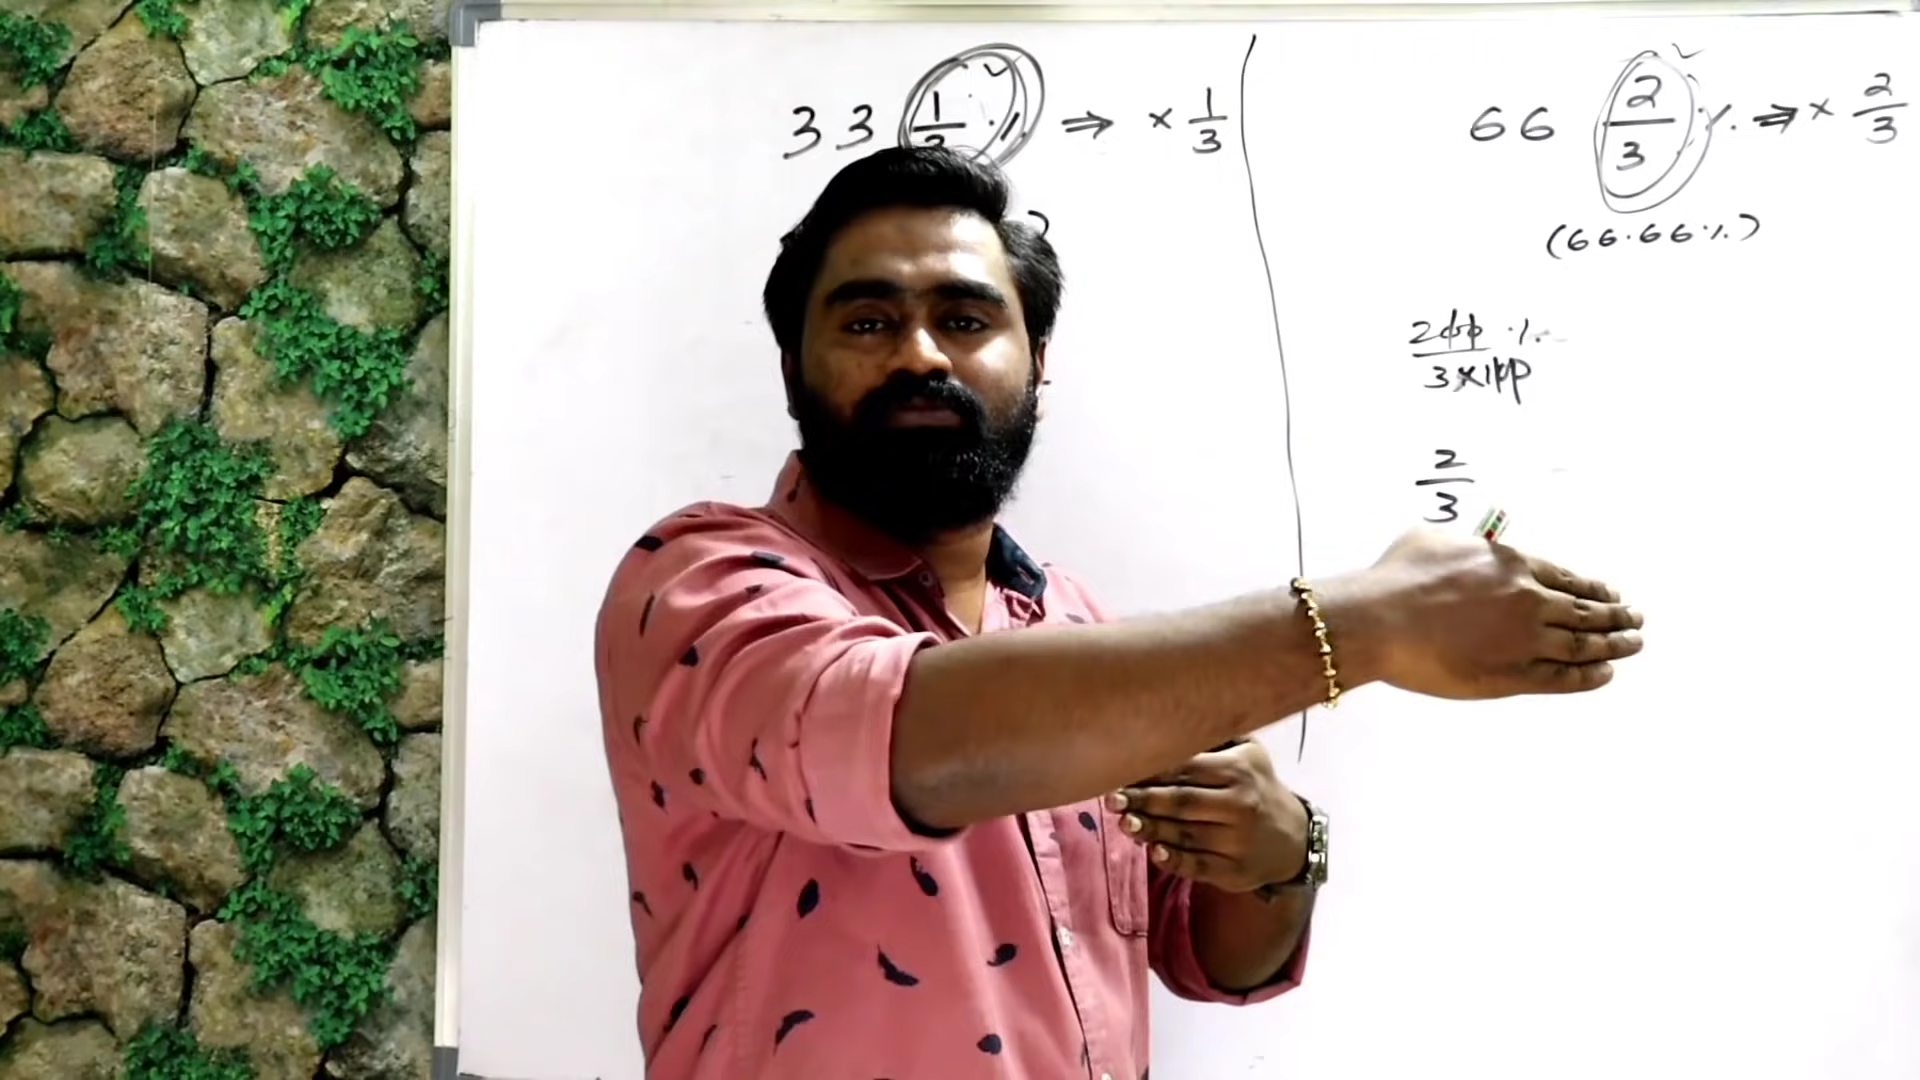 33 1/3 % ⇒ × 1/3
66 2/3 % ⇒ × 2/3
(66.66%)
200 %
3×100
2/3